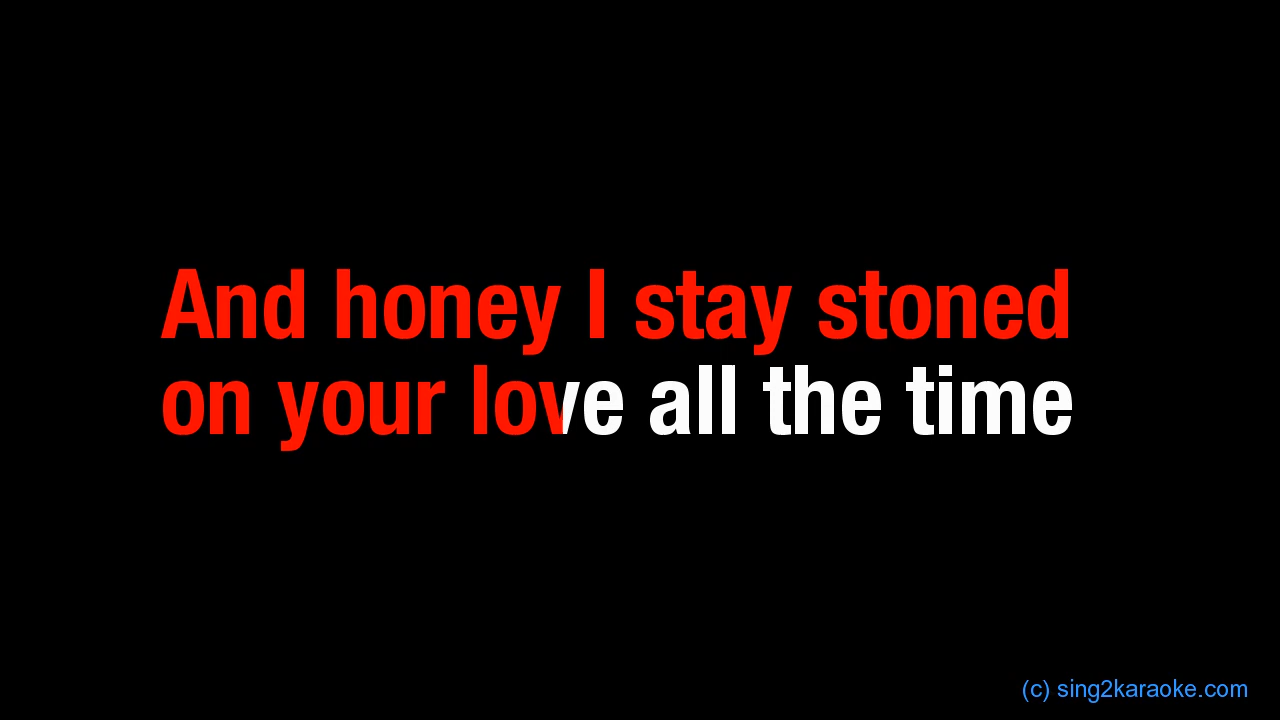 And honey I stay stoned
on your love all the time
(c) sing2karaoke.com